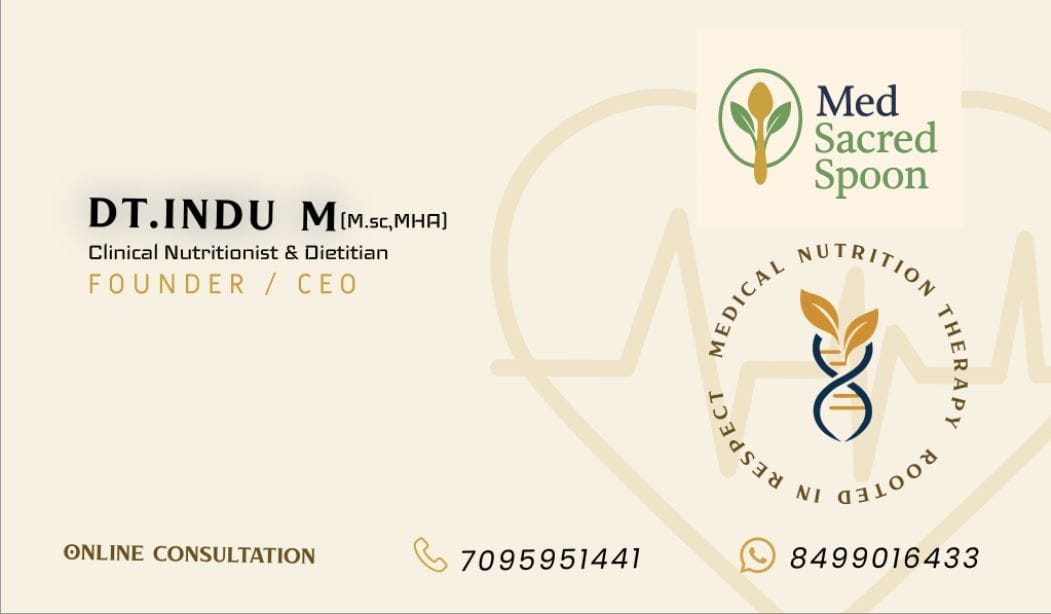 Med
Sacred
Spoon
DT.INDU M (M.sc,MHA)
Clinical Nutritionist & Dietitian
FOUNDER / CEO
MEDICAL NUTRITION THERAPY ROOTED IN RESPECT
ONLINE CONSULTATION
7095951441
8499016433